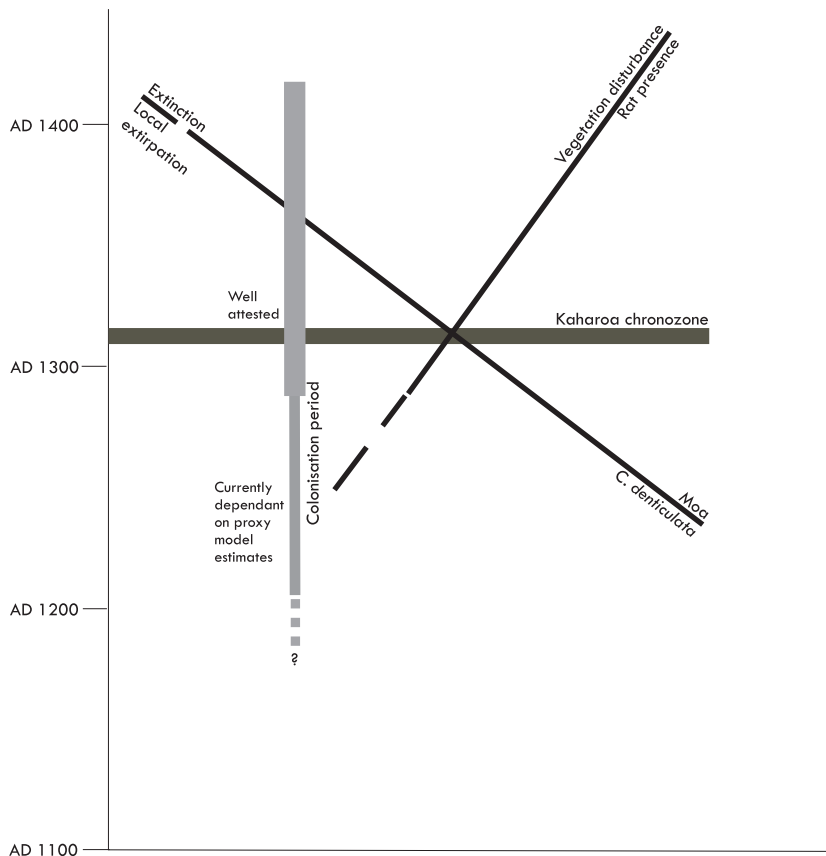 Vegetation disturbance
Rat presence
Extinction
Local
extirpation
AD 1400
Well
attested
Kaharoa chronozone
AD 1300
Colonisation period
Currently
dependant
on proxy
model
estimates
Moa
C. denticulata
AD 1200
?
AD 1100